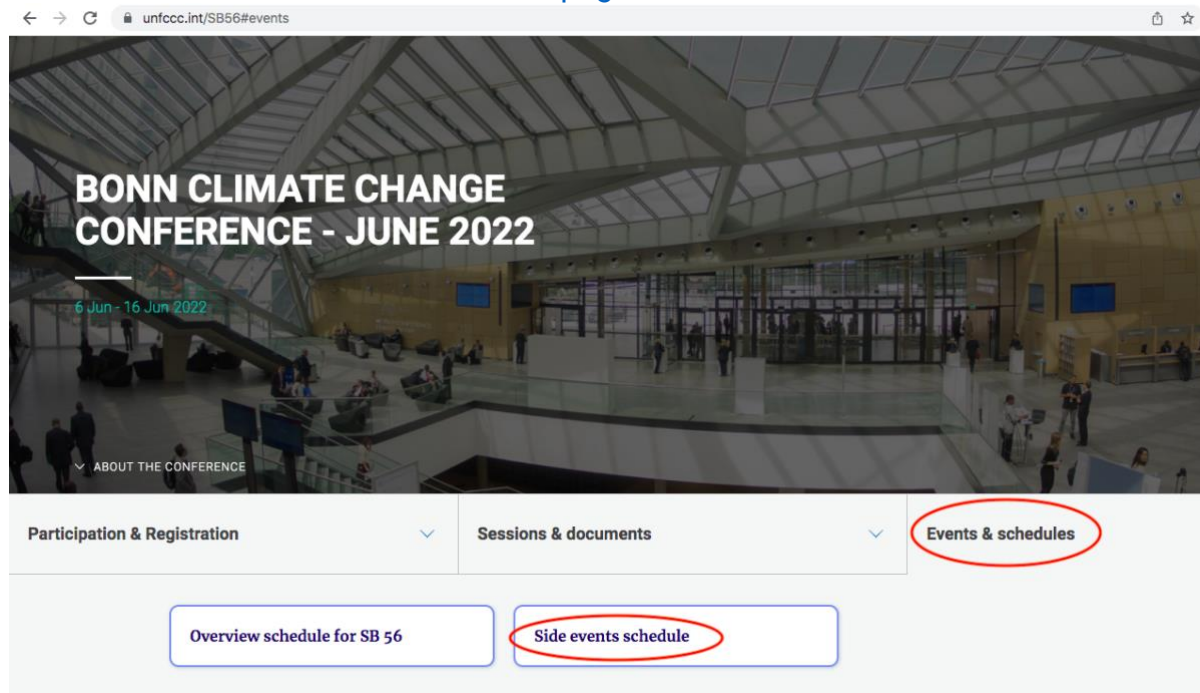 page
unfccc.int/SB56#events
BONN CLIMATE CHANGE
CONFERENCE - JUNE 2022
6 Jun - 16 Jun 2022
ABOUT THE CONFERENCE
Participation & Registration
Sessions & documents
Events & schedules
Overview schedule for SB 56
Side events schedule